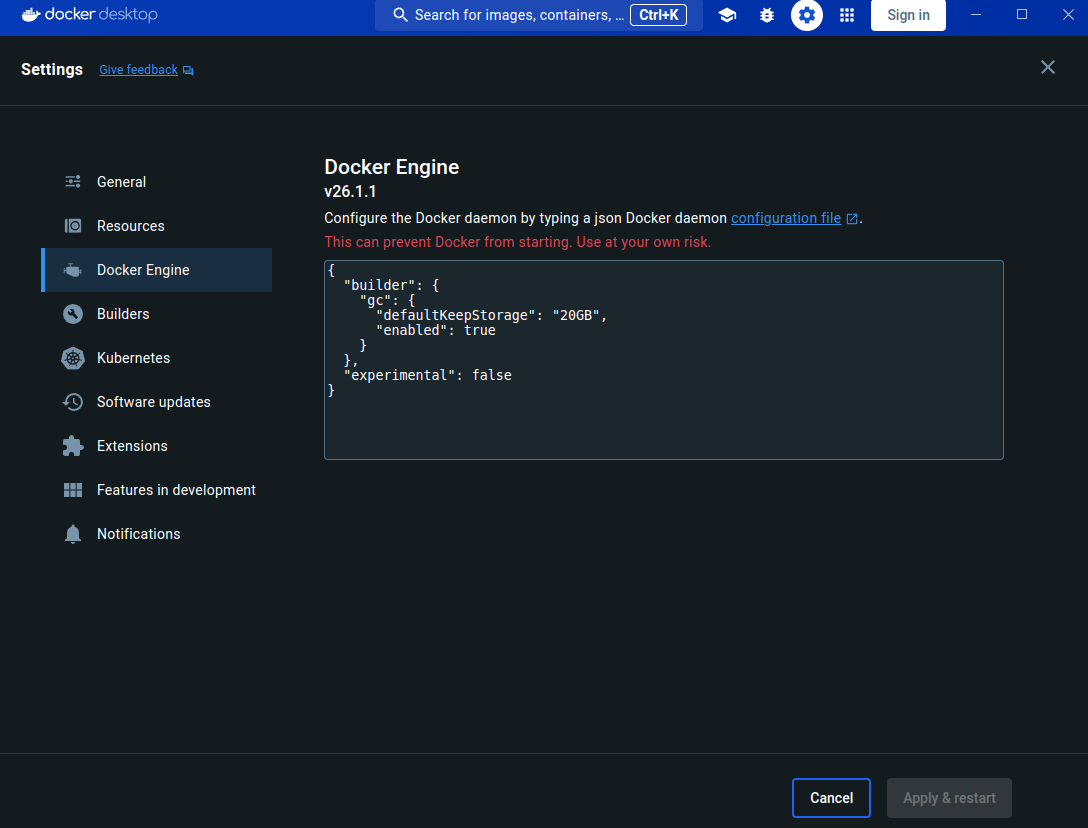 docker desktop
Search for images, containers, ... Ctrl+K
Sign in
Settings
Give feedback
General
Resources
Docker Engine
Builders
Kubernetes
Software updates
Extensions
Features in development
Notifications
Docker Engine
v26.1.1
Configure the Docker daemon by typing a json Docker daemon configuration file.
This can prevent Docker from starting. Use at your own risk.
{
  "builder": {
    "gc": {
      "defaultKeepStorage": "20GB",
      "enabled": true
    }
  },
  "experimental": false
}
Cancel
Apply & restart